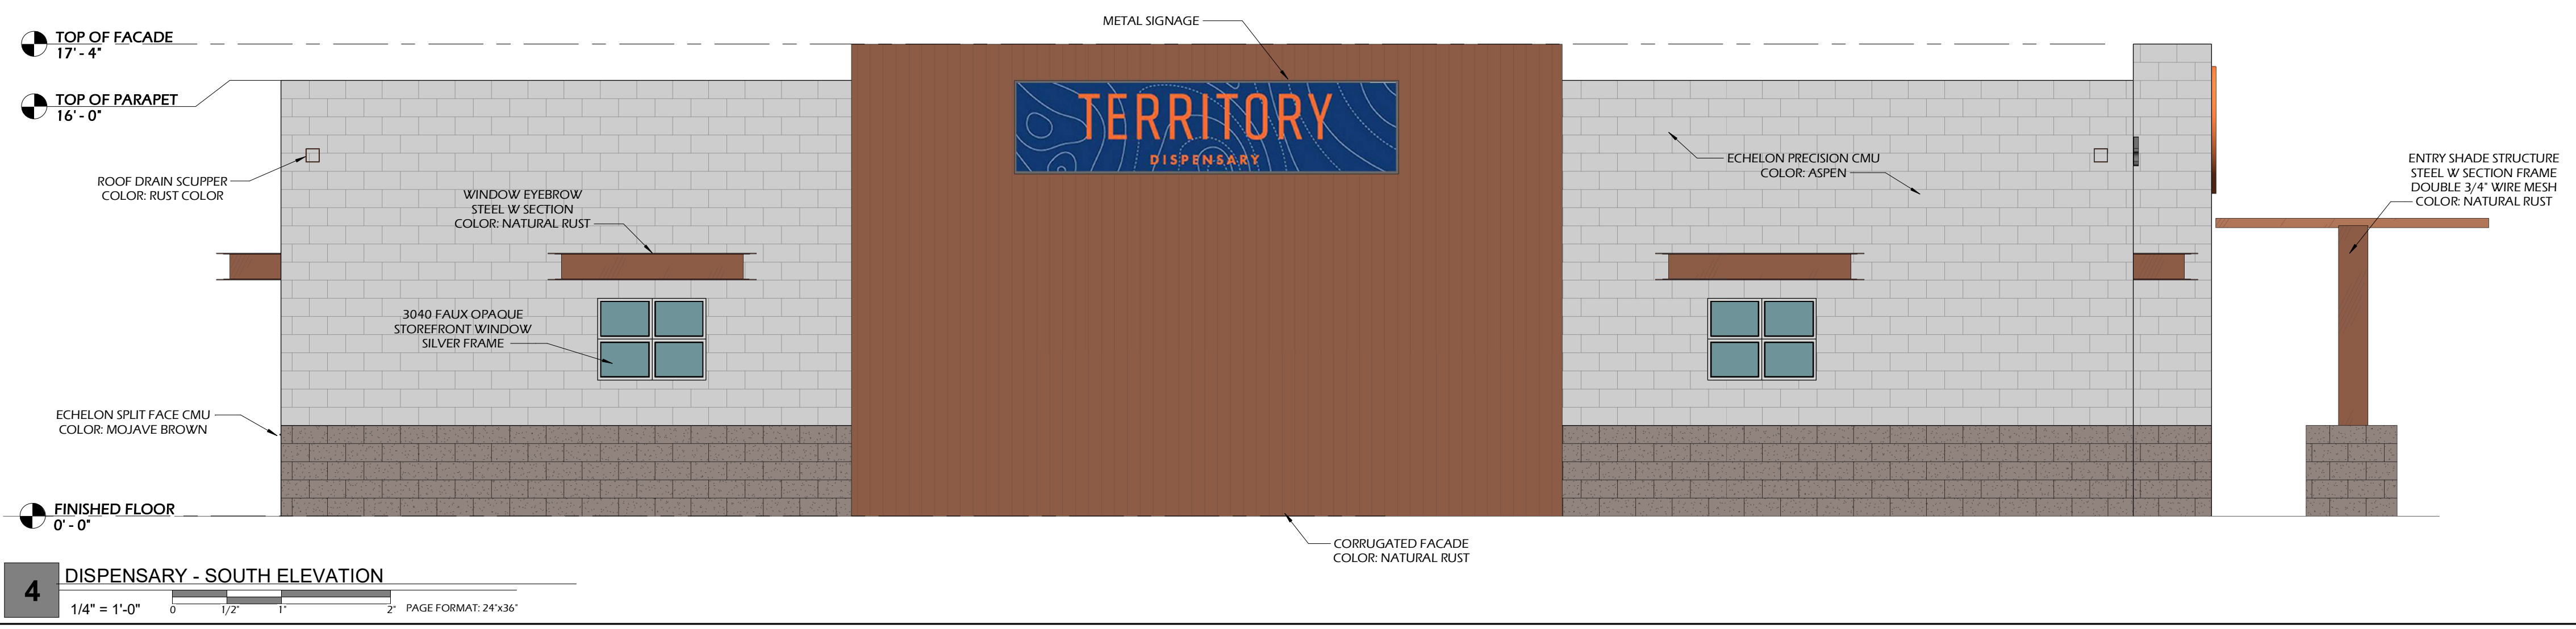 METAL SIGNAGE
TOP OF FACADE
17' - 4"
TOP OF PARAPET
16' - 0"
TERRITORY
DISPENSARY
ROOF DRAIN SCUPPER
COLOR: RUST COLOR
WINDOW EYEBROW
STEEL W SECTION
COLOR: NATURAL RUST
ECHELON PRECISION CMU
COLOR: ASPEN
ENTRY SHADE STRUCTURE
STEEL W SECTION FRAME
DOUBLE 3/4" WIRE MESH
COLOR: NATURAL RUST
3040 FAUX OPAQUE
STOREFRONT WINDOW
SILVER FRAME
ECHELON SPLIT FACE CMU
COLOR: MOJAVE BROWN
FINISHED FLOOR
0' - 0"
CORRUGATED FACADE
COLOR: NATURAL RUST
4
DISPENSARY - SOUTH ELEVATION
1/4" = 1'-0"
0 1/2" 1" 2"
PAGE FORMAT: 24"x36"